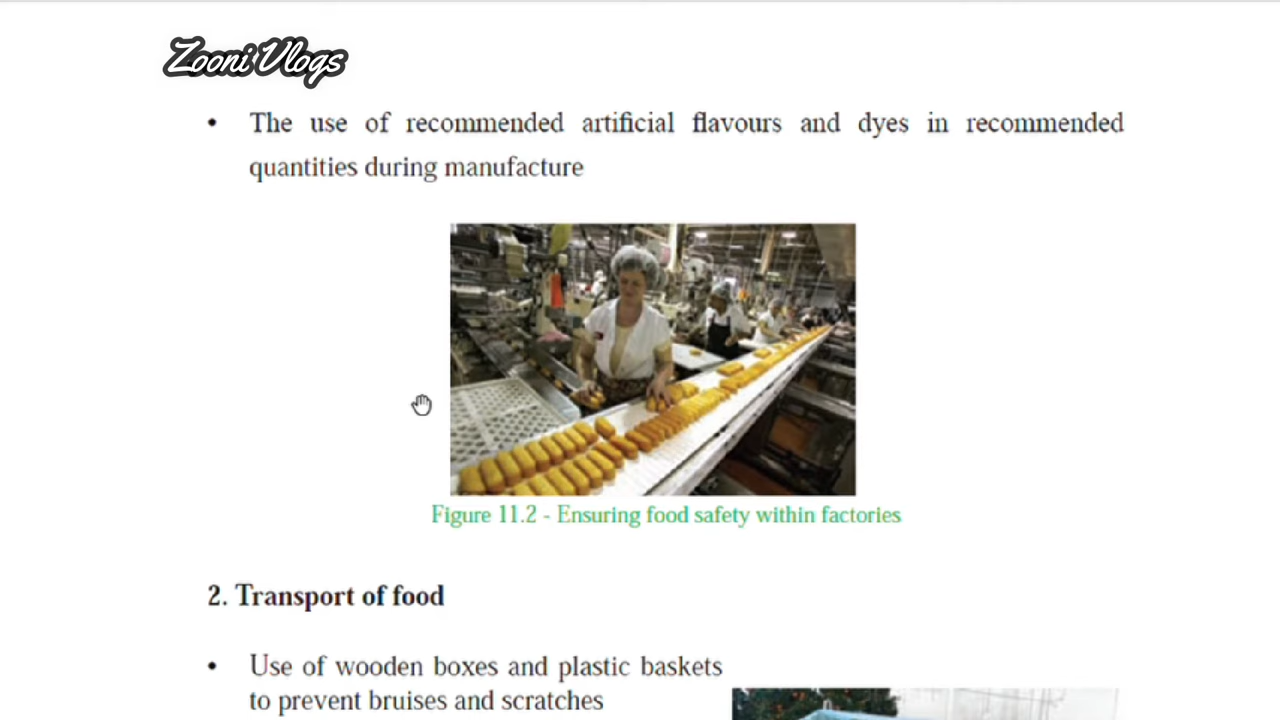 Zooni Vlogs
• The use of recommended artificial flavours and dyes in recommended
quantities during manufacture
Figure 11.2 - Ensuring food safety within factories
2. Transport of food
• Use of wooden boxes and plastic baskets
to prevent bruises and scratches